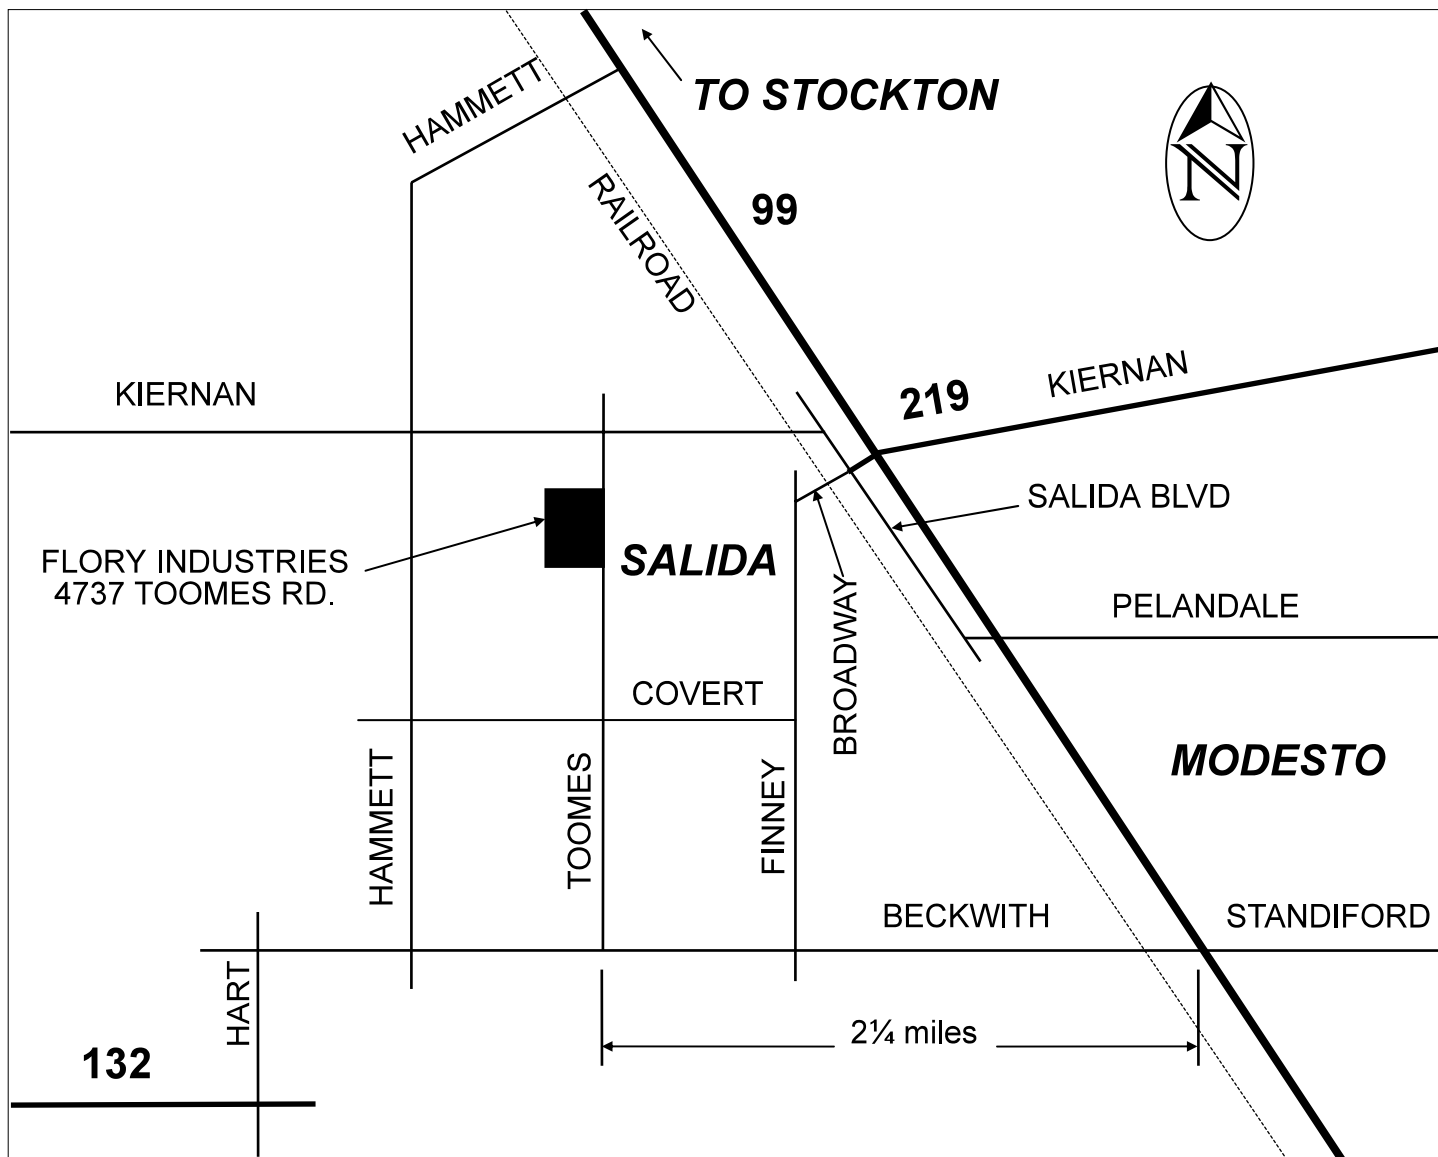 HAMMETT
TO STOCKTON
N
RAILROAD
99
KIERNAN
219
KIERNAN
SALIDA BLVD
FLORY INDUSTRIES
4737 TOOMES RD.
SALIDA
BROADWAY
PELANDALE
COVERT
HAMMETT
TOOMES
FINNEY
MODESTO
BECKWITH
STANDIFORD
HART
2¼ miles
132